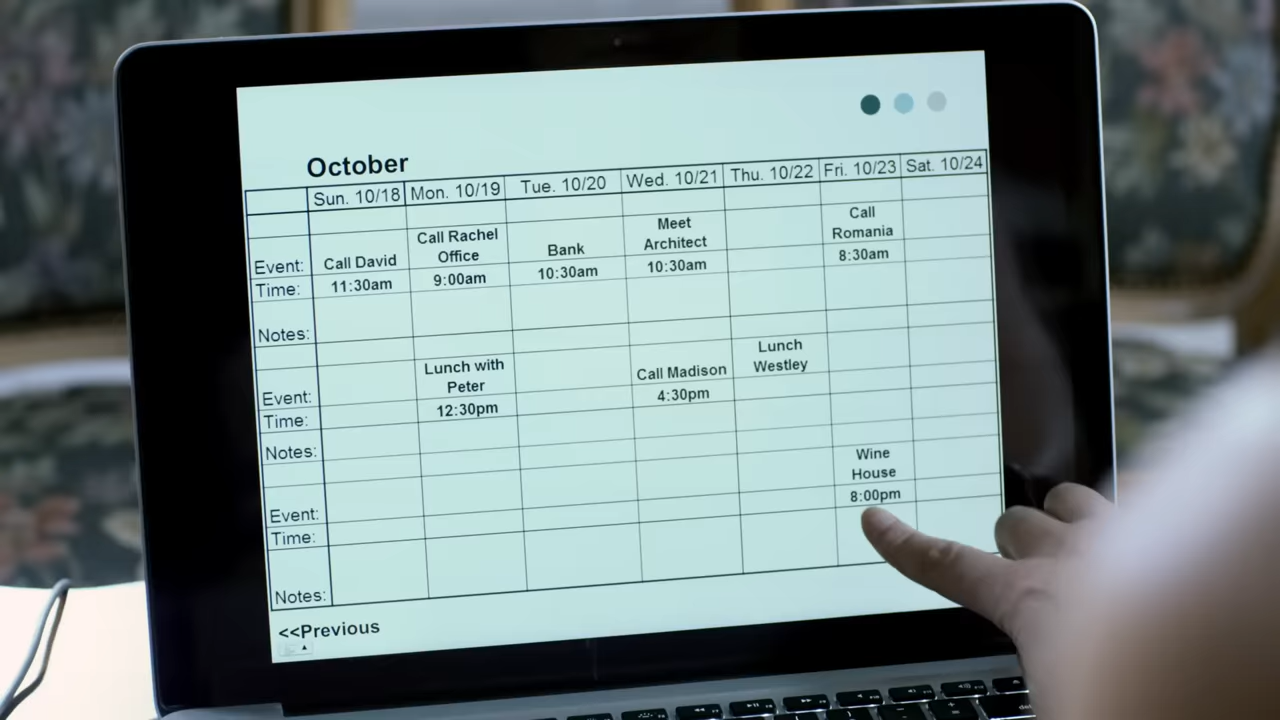 October
Sun. 10/18 Mon. 10/19 Tue. 10/20 Wed. 10/21 Thu. 10/22 Fri. 10/23 Sat. 10/24
Call Rachel Meet Call
Event: Call David Office Bank Architect Romania
Time: 11:30am 9:00am 10:30am 10:30am 8:30am
Notes:
Lunch with Lunch
Event: Peter Call Madison Westley
Time: 12:30pm 4:30pm
Notes:
Wine
Event: House
Time: 8:00pm
Notes:
<<Previous